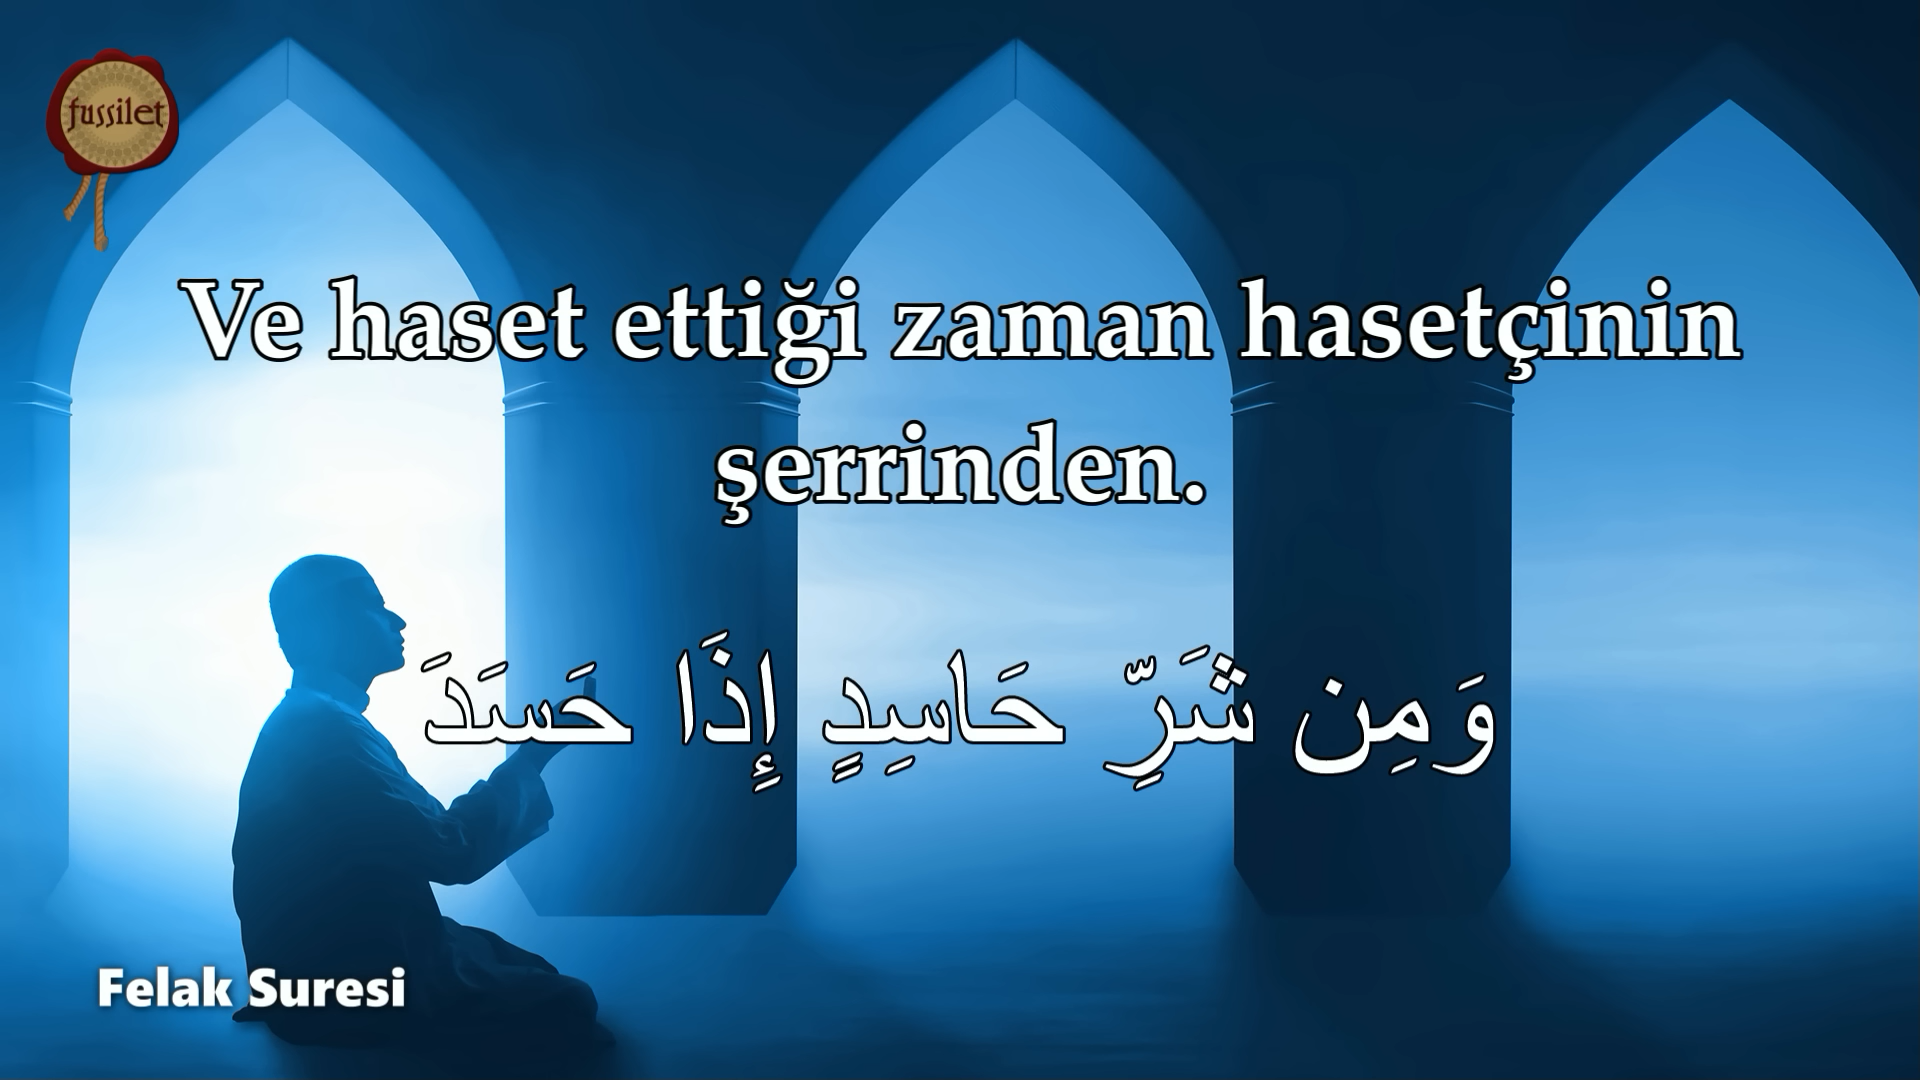 fussilet
Ve haset ettiği zaman hasetçinin
şerrinden.
وَمِن شَرِّ حَاسِدٍ إِذَا حَسَدَ
Felak Suresi